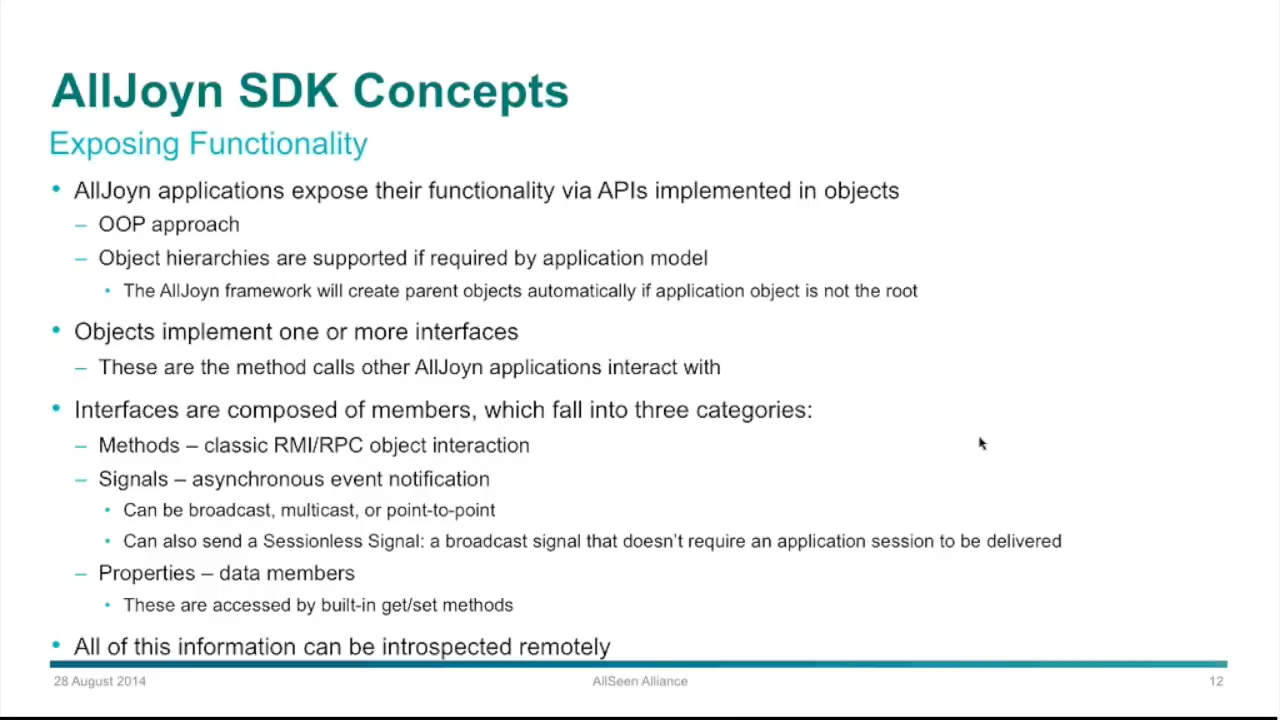 AllJoyn SDK Concepts
Exposing Functionality
• AllJoyn applications expose their functionality via APIs implemented in objects
– OOP approach
– Object hierarchies are supported if required by application model
• The AllJoyn framework will create parent objects automatically if application object is not the root
• Objects implement one or more interfaces
– These are the method calls other AllJoyn applications interact with
• Interfaces are composed of members, which fall into three categories:
– Methods – classic RMI/RPC object interaction
– Signals – asynchronous event notification
• Can be broadcast, multicast, or point-to-point
• Can also send a Sessionless Signal: a broadcast signal that doesn't require an application session to be delivered
– Properties – data members
• These are accessed by built-in get/set methods
• All of this information can be introspected remotely
28 August 2014 AllSeen Alliance 12